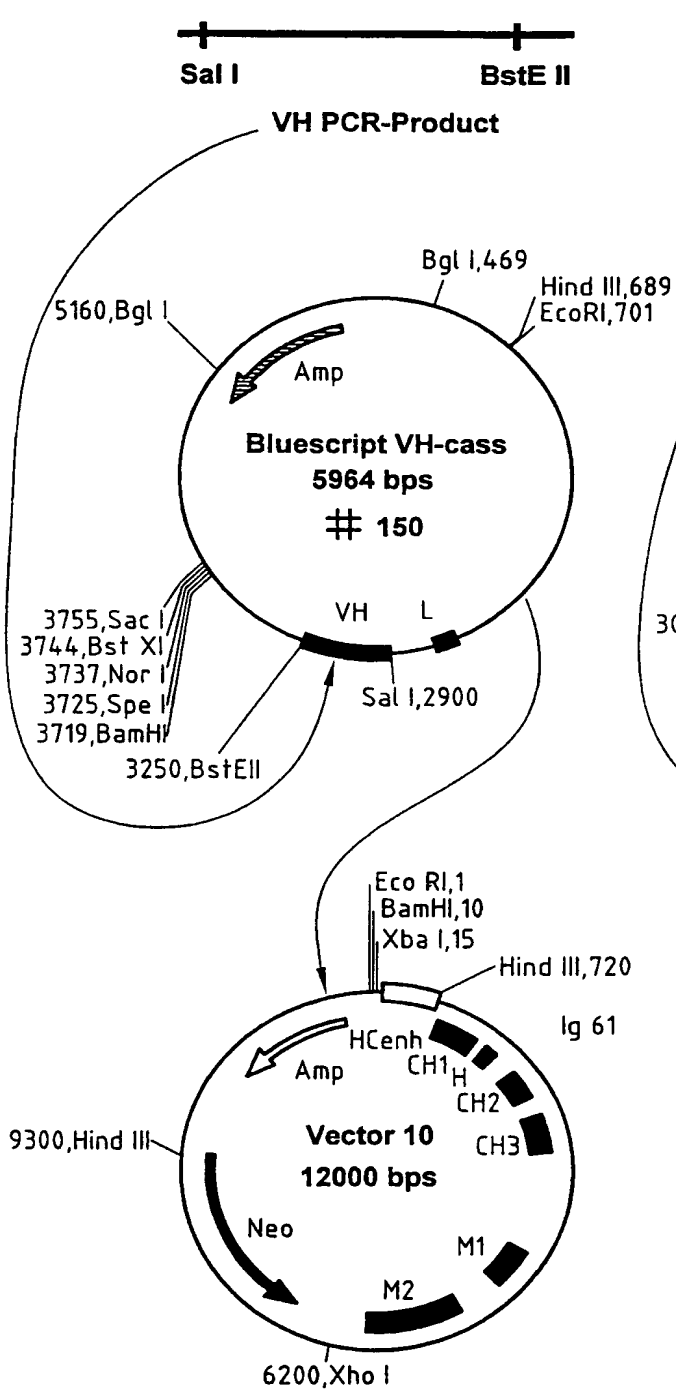 Sal I
BstE II
VH PCR-Product
Bgl I,469
Hind III,689
EcoRI,701
5160,Bgl I
Amp
Bluescript VH-cass
5964 bps
# 150
VH
L
3755,Sac I
3744,Bst XI
3737,Nor I
3725,Spe I
3719,BamHI
Sal I,2900
3250,BstEII
30
Eco RI,1
BamHI,10
Xba I,15
Hind III,720
Ig 61
HCenh
CH1
H
CH2
CH3
Amp
Vector 10
12000 bps
9300,Hind III
Neo
M1
M2
6200,Xho I